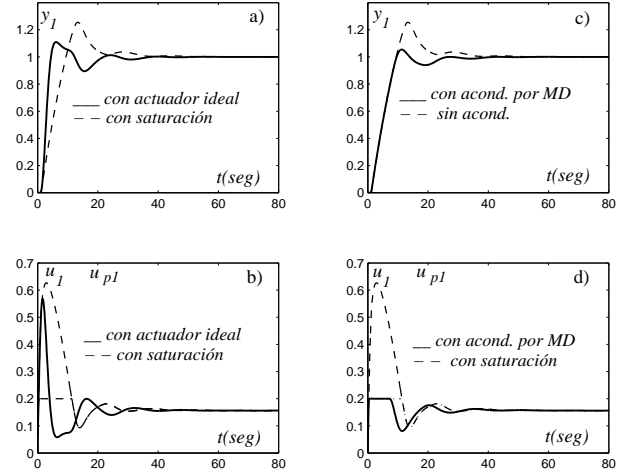 y1
a)
1.2
1
0.8
0.6
0.4
0.2
0
___ con actuador ideal
– – con saturación
t(seg)
0 20 40 60 80
y1
c)
1.2
1
0.8
0.6
0.4
0.2
0
___ con acond. por MD
– – sin acond.
t(seg)
0 20 40 60 80
u1
up1
b)
0.7
0.6
0.5
0.4
0.3
0.2
0.1
0
__ con actuador ideal
– – con saturación
t(seg)
0 20 40 60 80
u1
up1
d)
0.7
0.6
0.5
0.4
0.3
0.2
0.1
0
___ con acond. por MD
– – con saturación
t(seg)
0 20 40 60 80